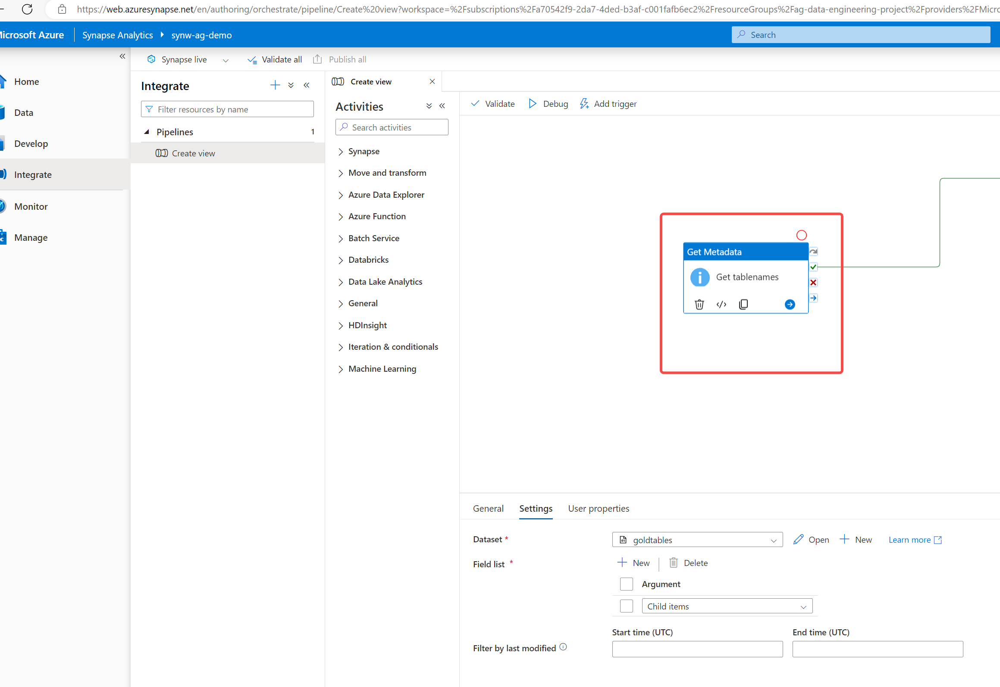 https://web.azuresynapse.net/en/authoring/orchestrate/pipeline/Create%20view?workspace=%2Fsubscriptions%2Fa70542f9-2da7-4ded-b3af-c001fafb6ec2%2FresourceGroups%2Fag-data-engineering-project%2Fproviders%2FMicro
Microsoft Azure
Synapse Analytics
synw-ag-demo
Search
Synapse live
Validate all
Publish all
Home
Data
Develop
Integrate
Monitor
Manage
Integrate
Filter resources by name
Pipelines
1
Create view
Create view
Activities
Search activities
Synapse
Move and transform
Azure Data Explorer
Azure Function
Batch Service
Databricks
Data Lake Analytics
General
HDInsight
Iteration & conditionals
Machine Learning
Validate
Debug
Add trigger
Get Metadata
Get tablenames
General
Settings
User properties
Dataset *
goldtables
Open
New
Learn more
Field list *
New
Delete
Argument
Child items
Start time (UTC)
End time (UTC)
Filter by last modified